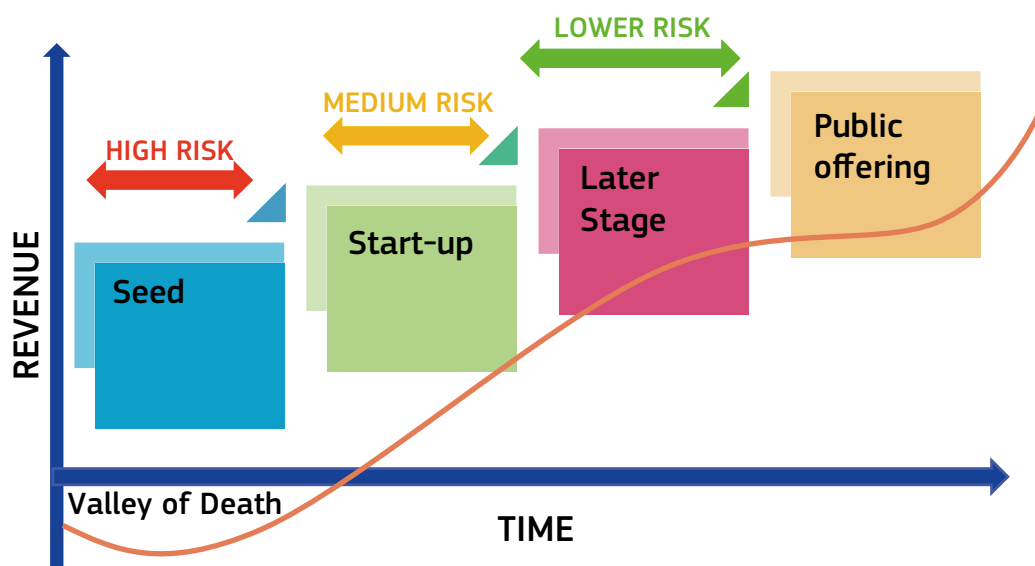 LOWER RISK
MEDIUM RISK
HIGH RISK
Public
offering
Later
Stage
Start-up
Seed
REVENUE
Valley of Death
TIME